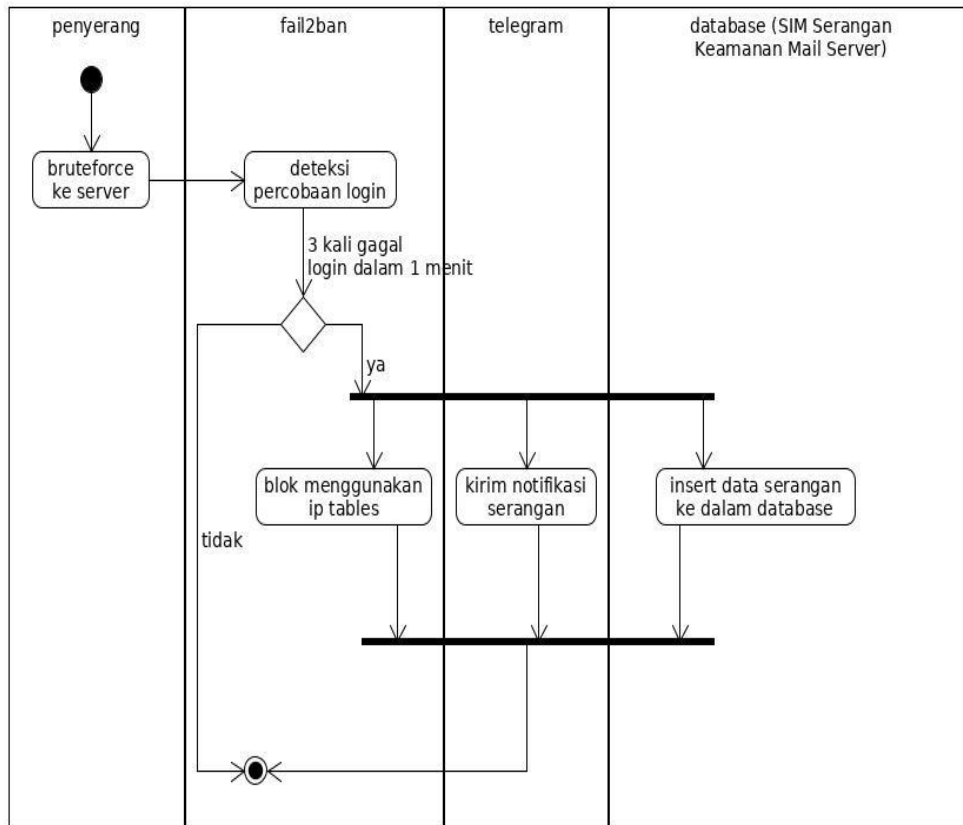 penyerang
fail2ban
telegram
database (SIM Serangan
Keamanan Mail Server)
bruteforce
ke server
deteksi
percobaan login
3 kali gagal
login dalam 1 menit
ya
blok menggunakan
ip tables
kirim notifikasi
serangan
insert data serangan
ke dalam database
tidak